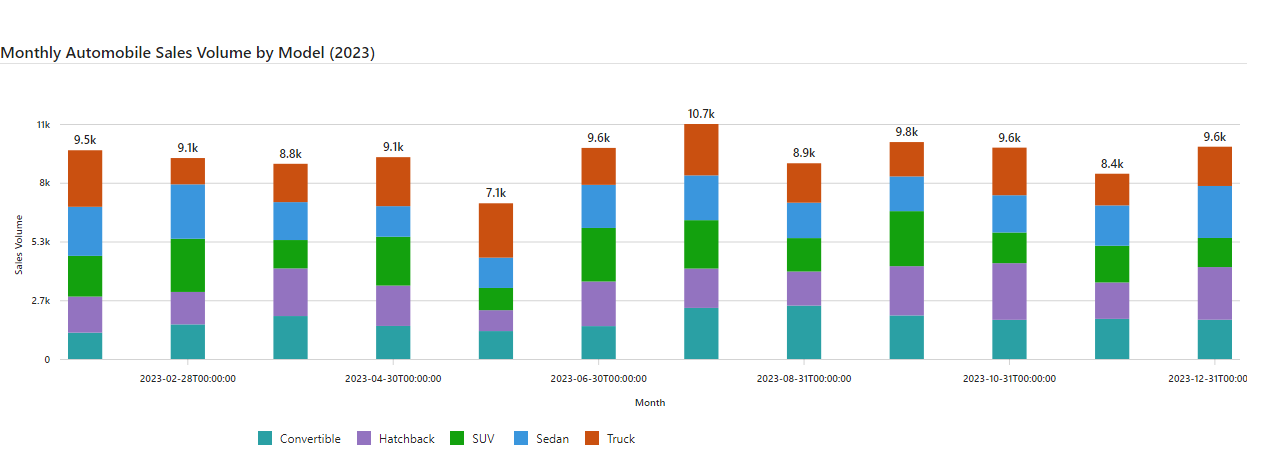 Monthly Automobile Sales Volume by Model (2023)
10.7k
11k
9.5k 9.1k 8.8k 9.1k 7.1k 9.6k 8.9k 9.8k 9.6k 8.4k 9.6k
8k
5.3k
2.7k
0
Sales Volume
2023-02-28T00:00:00 2023-04-30T00:00:00 2023-06-30T00:00:00 2023-08-31T00:00:00 2023-10-31T00:00:00 2023-12-31T00:00
Month
Convertible Hatchback SUV Sedan Truck